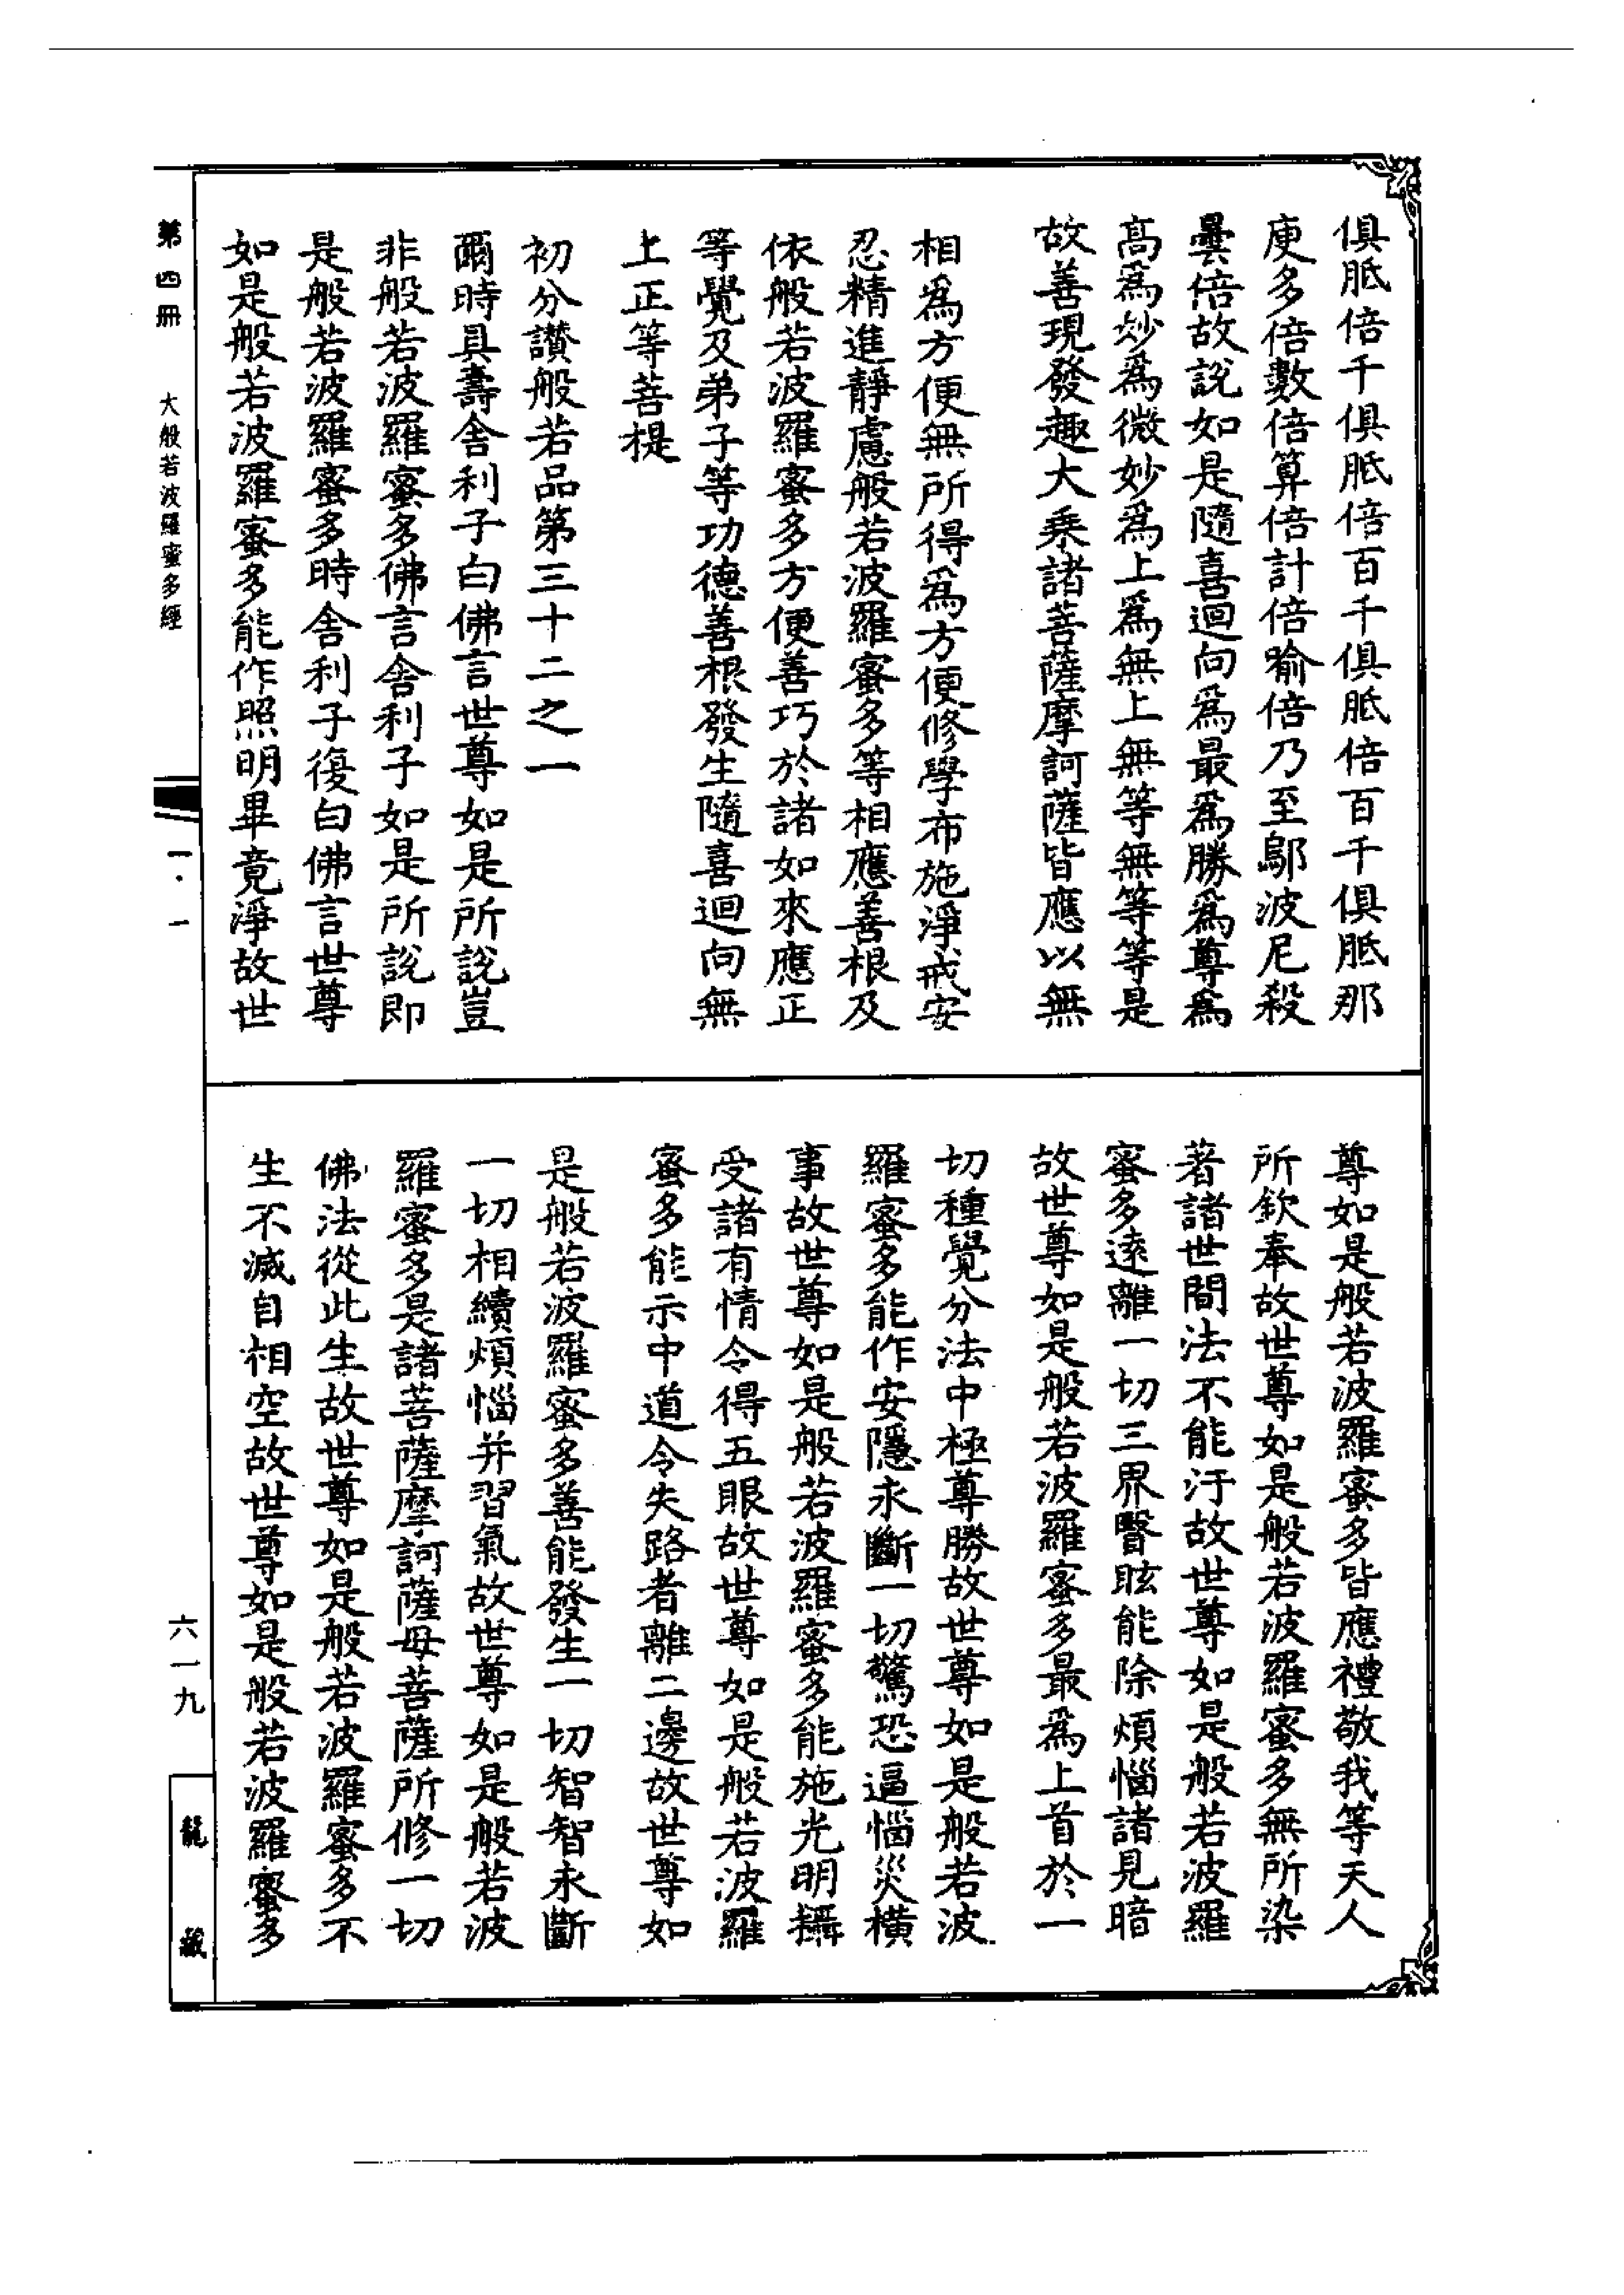 俱胝倍千俱胝倍百千俱胝倍百千俱胝那
庾多倍數倍算倍計倍喻倍乃至鄔波尼殺
曇倍故說如是隨喜迴向爲最爲勝爲尊爲
高爲妙爲微妙爲上爲無上無等無等等是
故善現發趣大乘諸菩薩摩訶薩皆應以無
相爲方便無所得爲方便修學布施淨戒安
忍精進靜慮般若波羅蜜多等相應善根及
依般若波羅蜜多方便善巧於諸如來應正
等覺及弟子等功德善根發生隨喜迴向無
上正等菩提
初分讚般若品第三十二之一
爾時具壽舍利子白佛言世尊如是所說豈
非般若波羅蜜多佛言舍利子如是所說即
是般若波羅蜜多時舍利子復白佛言世尊
如是般若波羅蜜多能作照明畢竟淨故世
尊如是般若波羅蜜多皆應禮敬我等天人
所欽奉故世尊如是般若波羅蜜多無所染
著諸世間法不能汙故世尊如是般若波羅
蜜多遠離一切三界瞖眩能除煩惱諸見暗
故世尊如是般若波羅蜜多最爲上首於一
切種覺分法中極尊勝故世尊如是般若波
羅蜜多能作安隱永斷一切驚恐逼惱災橫
事故世尊如是般若波羅蜜多能施光明攝
受諸有情令得五眼故世尊如是般若波羅
蜜多能示中道令失路者離二邊故世尊如
是般若波羅蜜多善能發生一切智智永斷
一切相續煩惱并習氣故世尊如是般若波
羅蜜多是諸菩薩摩訶薩母菩薩所修一切
佛法從此生故世尊如是般若波羅蜜多不
生不滅自相空故世尊如是般若波羅蜜多
第四冊 大般若波羅蜜多經 一·一 六一九 龍藏